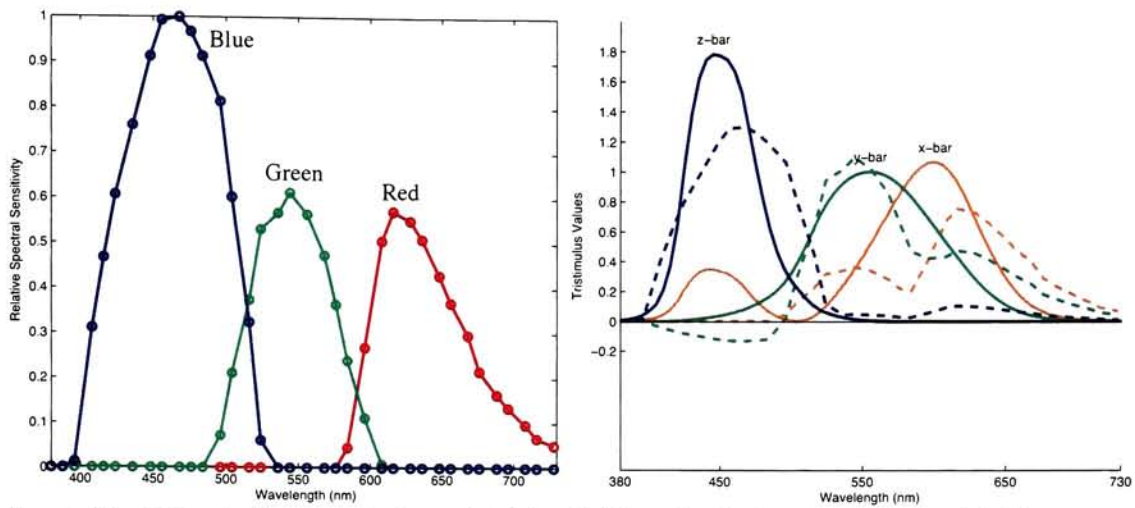 Blue
Green
Red
Relative Spectral Sensitivity
1
0.9
0.8
0.7
0.6
0.5
0.4
0.3
0.2
0.1
0
400 450 500 550 600 650 700
Wavelength (nm)
z-bar
y-bar
x-bar
Tristimulus Values
1.8
1.6
1.4
1.2
1
0.8
0.6
0.4
0.2
0
-0.2
380 450 550 650 730
Wavelength (nm)